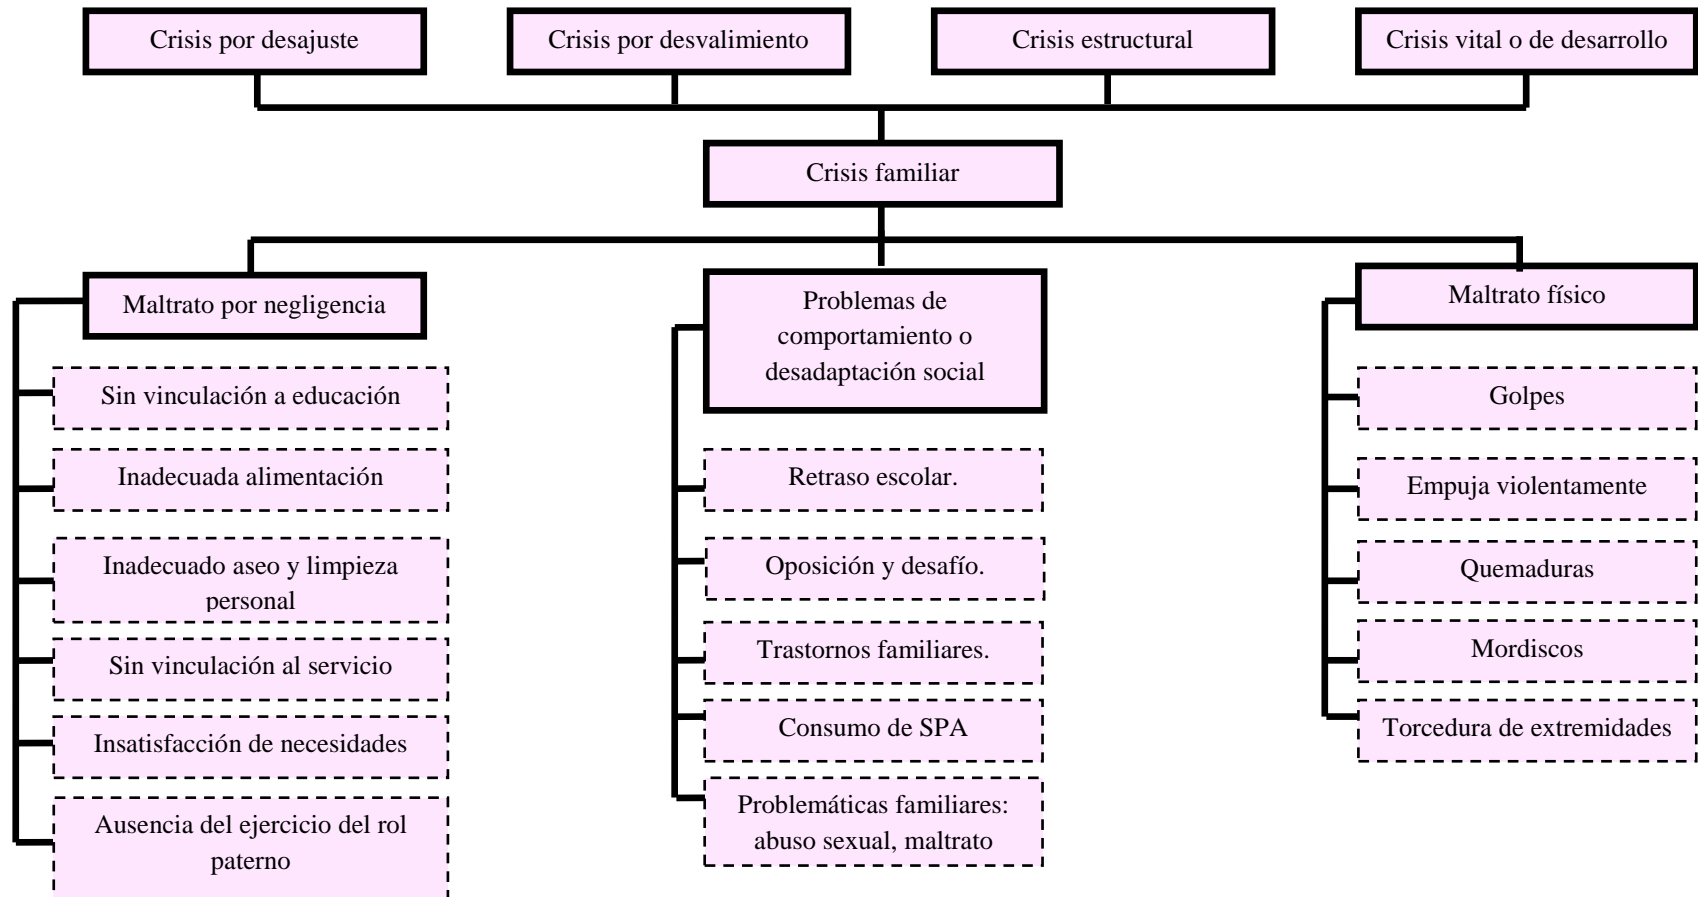 Crisis por desajuste
Crisis por desvalimiento
Crisis estructural
Crisis vital o de desarrollo
Crisis familiar
Maltrato por negligencia
Sin vinculación a educación
Inadecuada alimentación
Inadecuado aseo y limpieza
personal
Sin vinculación al servicio
Insatisfacción de necesidades
Ausencia del ejercicio del rol
paterno
Problemas de
comportamiento o
desadaptación social
Retraso escolar.
Oposición y desafío.
Trastornos familiares.
Consumo de SPA
Problemáticas familiares:
abuso sexual, maltrato
Maltrato físico
Golpes
Empuja violentamente
Quemaduras
Mordiscos
Torcedura de extremidades